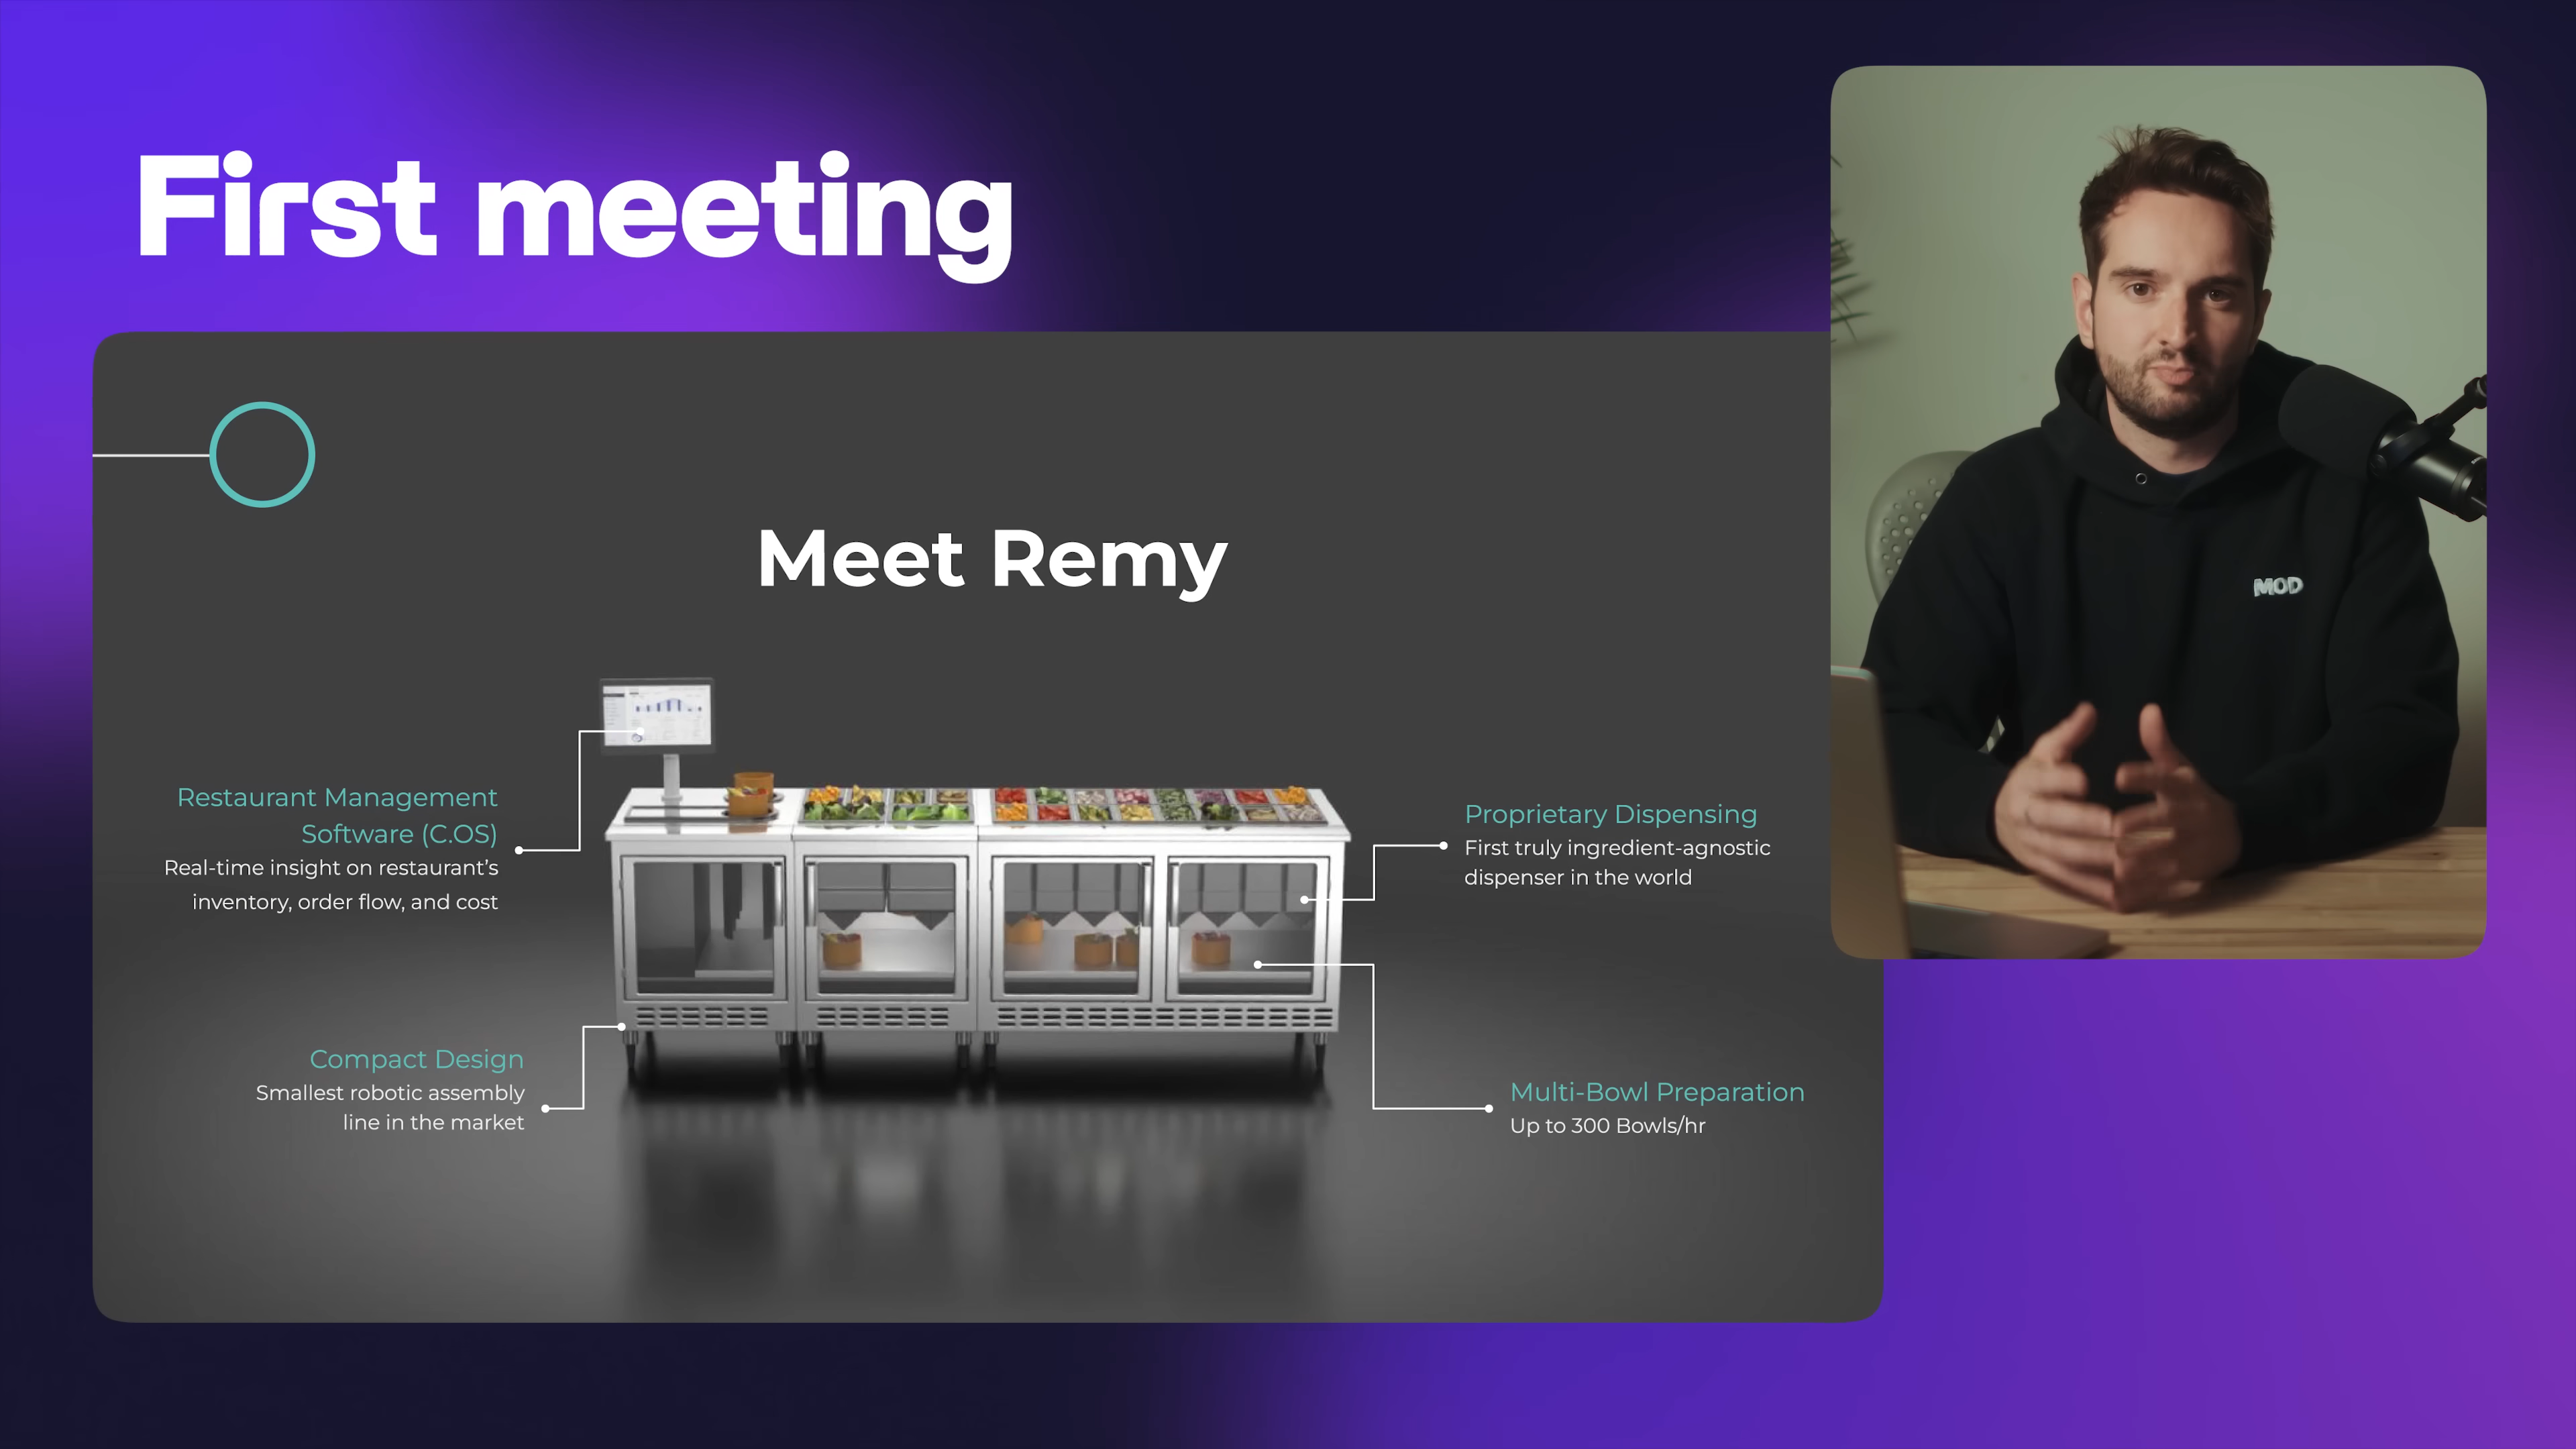 First meeting
Meet Remy
Restaurant Management
Software (C.OS)
Real-time insight on restaurant’s
inventory, order flow, and cost
Compact Design
Smallest robotic assembly
line in the market
Proprietary Dispensing
First truly ingredient-agnostic
dispenser in the world
Multi-Bowl Preparation
Up to 300 Bowls/hr
MOD